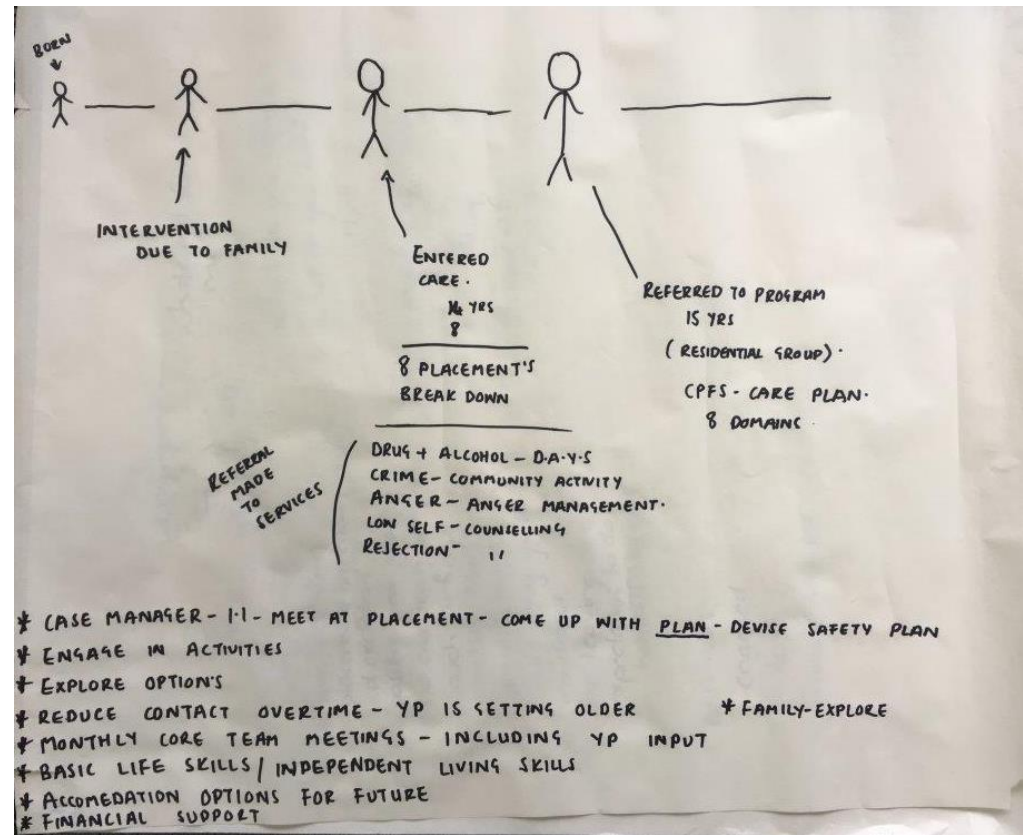 BORN
INTERVENTION
DUE TO FAMILY
ENTERED
CARE.
YRS
8
8 PLACEMENT'S
BREAK DOWN
REFERRED TO PROGRAM
15 YRS
(RESIDENTIAL GROUP).
CPFS - CARE PLAN.
8 DOMAINS.
REFERRAL
MADE
TO
SERVICES
DRUG + ALCOHOL - D.A.Y.S
CRIME - COMMUNITY ACTIVITY
ANGER - ANGER MANAGEMENT.
LOW SELF - COUNSELLING
REJECTION - "
* CASE MANAGER - 1.1 - MEET AT PLACEMENT - COME UP WITH PLAN - DEVISE SAFETY PLAN
* ENGAGE IN ACTIVITIES
* EXPLORE OPTION'S
* REDUCE CONTACT OVERTIME - YP IS GETTING OLDER
* FAMILY - EXPLORE
* MONTHLY CORE TEAM MEETINGS - INCLUDING YP INPUT
* BASIC LIFE SKILLS / INDEPENDENT LIVING SKILLS
* ACCOMEDATION OPTIONS FOR FUTURE
* FINANCIAL SUPPORT